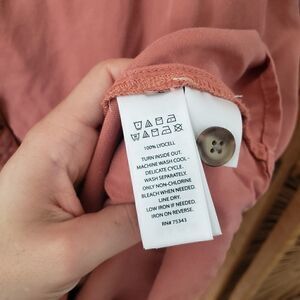 100% LYOCELL
TURN INSIDE OUT.
MACHINE WASH COOL -
DELICATE CYCLE.
WASH SEPARATELY.
ONLY NON-CHLORINE
BLEACH WHEN NEEDED.
LINE DRY.
LOW IRON IF NEEDED.
IRON ON REVERSE.
RN# 75343